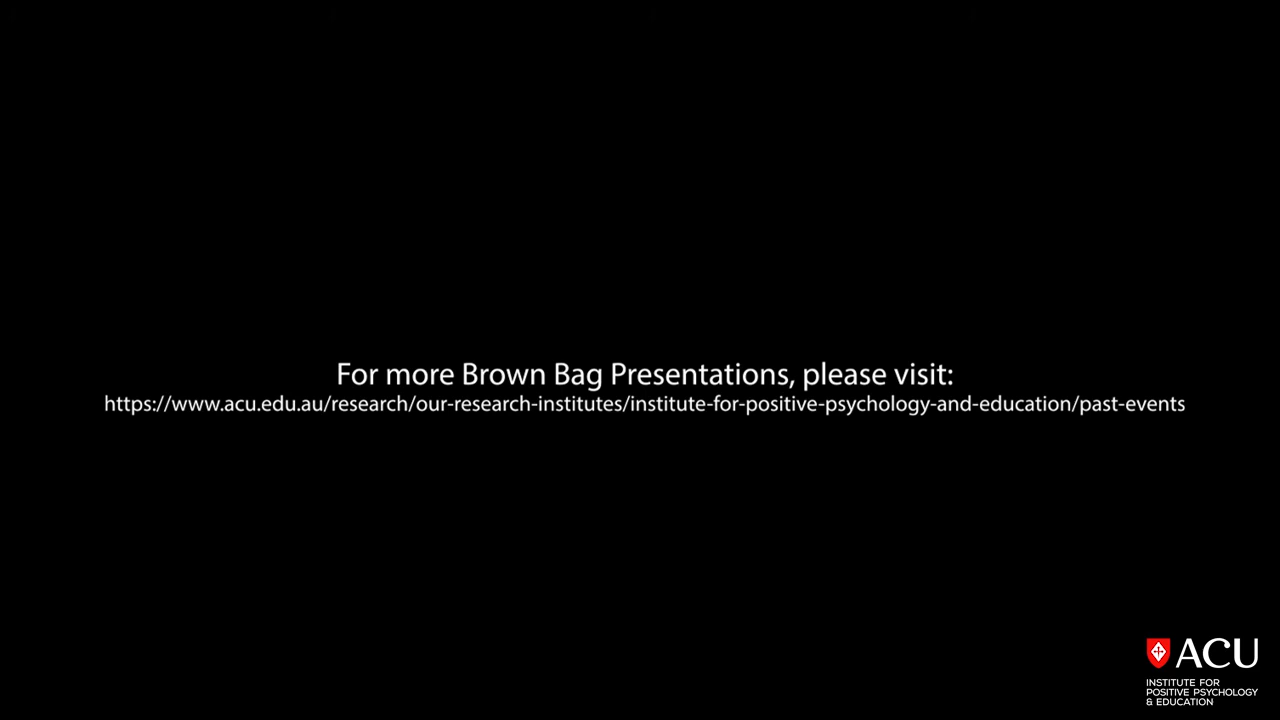 For more Brown Bag Presentations, please visit:
https://www.acu.edu.au/research/our-research-institutes/institute-for-positive-psychology-and-education/past-events
ACU
INSTITUTE FOR
POSITIVE PSYCHOLOGY
& EDUCATION